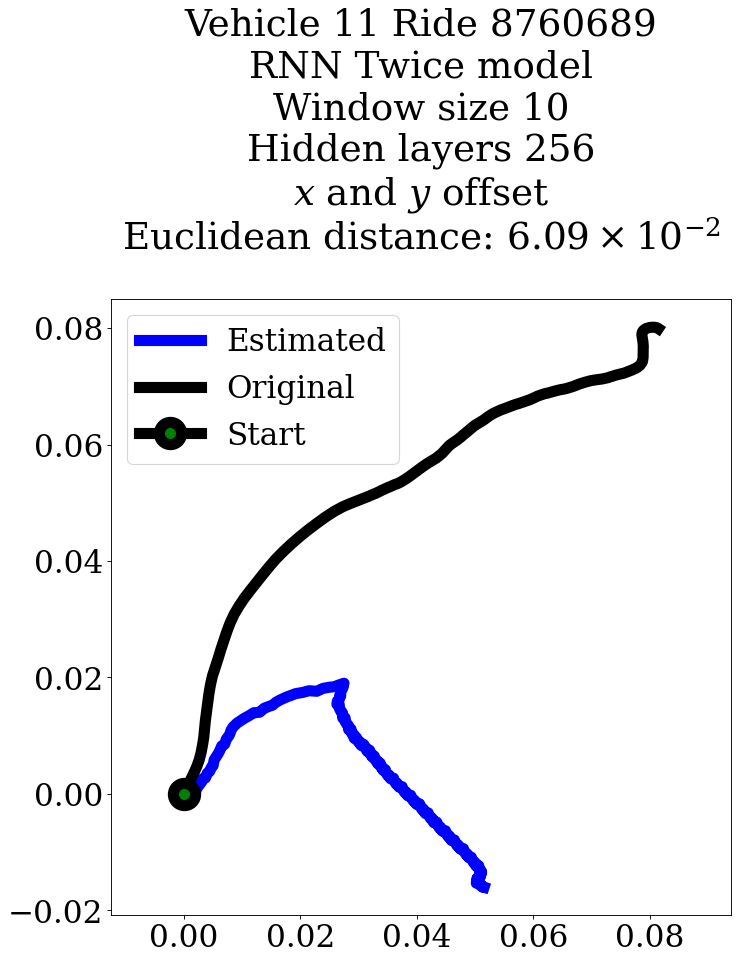 Vehicle 11 Ride 8760689
RNN Twice model
Window size 10
Hidden layers 256
x and y offset
Euclidean distance: 6.09 × 10⁻²
Estimated
Original
Start
0.08
0.06
0.04
0.02
0.00
−0.02
0.00 0.02 0.04 0.06 0.08